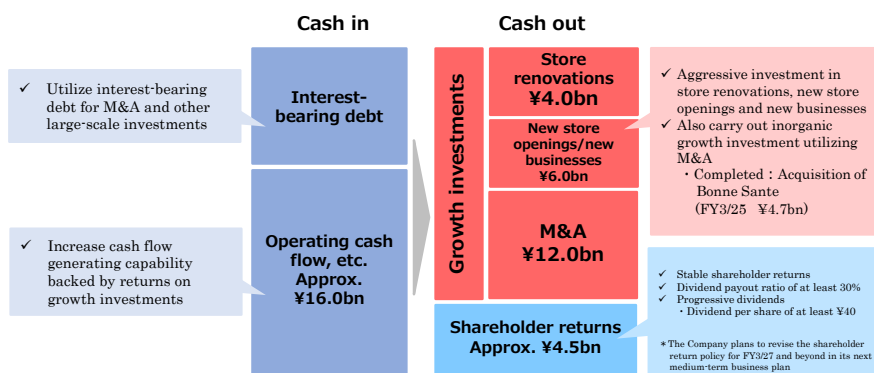 Cash in
Cash out
✓ Utilize interest-bearing
debt for M&A and other
large-scale investments
Interest-
bearing debt
✓ Increase cash flow
generating capability
backed by returns on
growth investments
Operating cash
flow, etc.
Approx.
¥16.0bn
Growth investments
Store
renovations
¥4.0bn
New store
openings/new
businesses
¥6.0bn
M&A
¥12.0bn
Shareholder returns
Approx. ¥4.5bn
✓ Aggressive investment in
store renovations, new store
openings and new businesses
✓ Also carry out inorganic
growth investment utilizing
M&A
・Completed：Acquisition of
Bonne Sante
(FY3/25 ¥4.7bn)
✓ Stable shareholder returns
✓ Dividend payout ratio of at least 30%
✓ Progressive dividends
・Dividend per share of at least ¥40
＊The Company plans to revise the shareholder
return policy for FY3/27 and beyond in its next
medium-term business plan